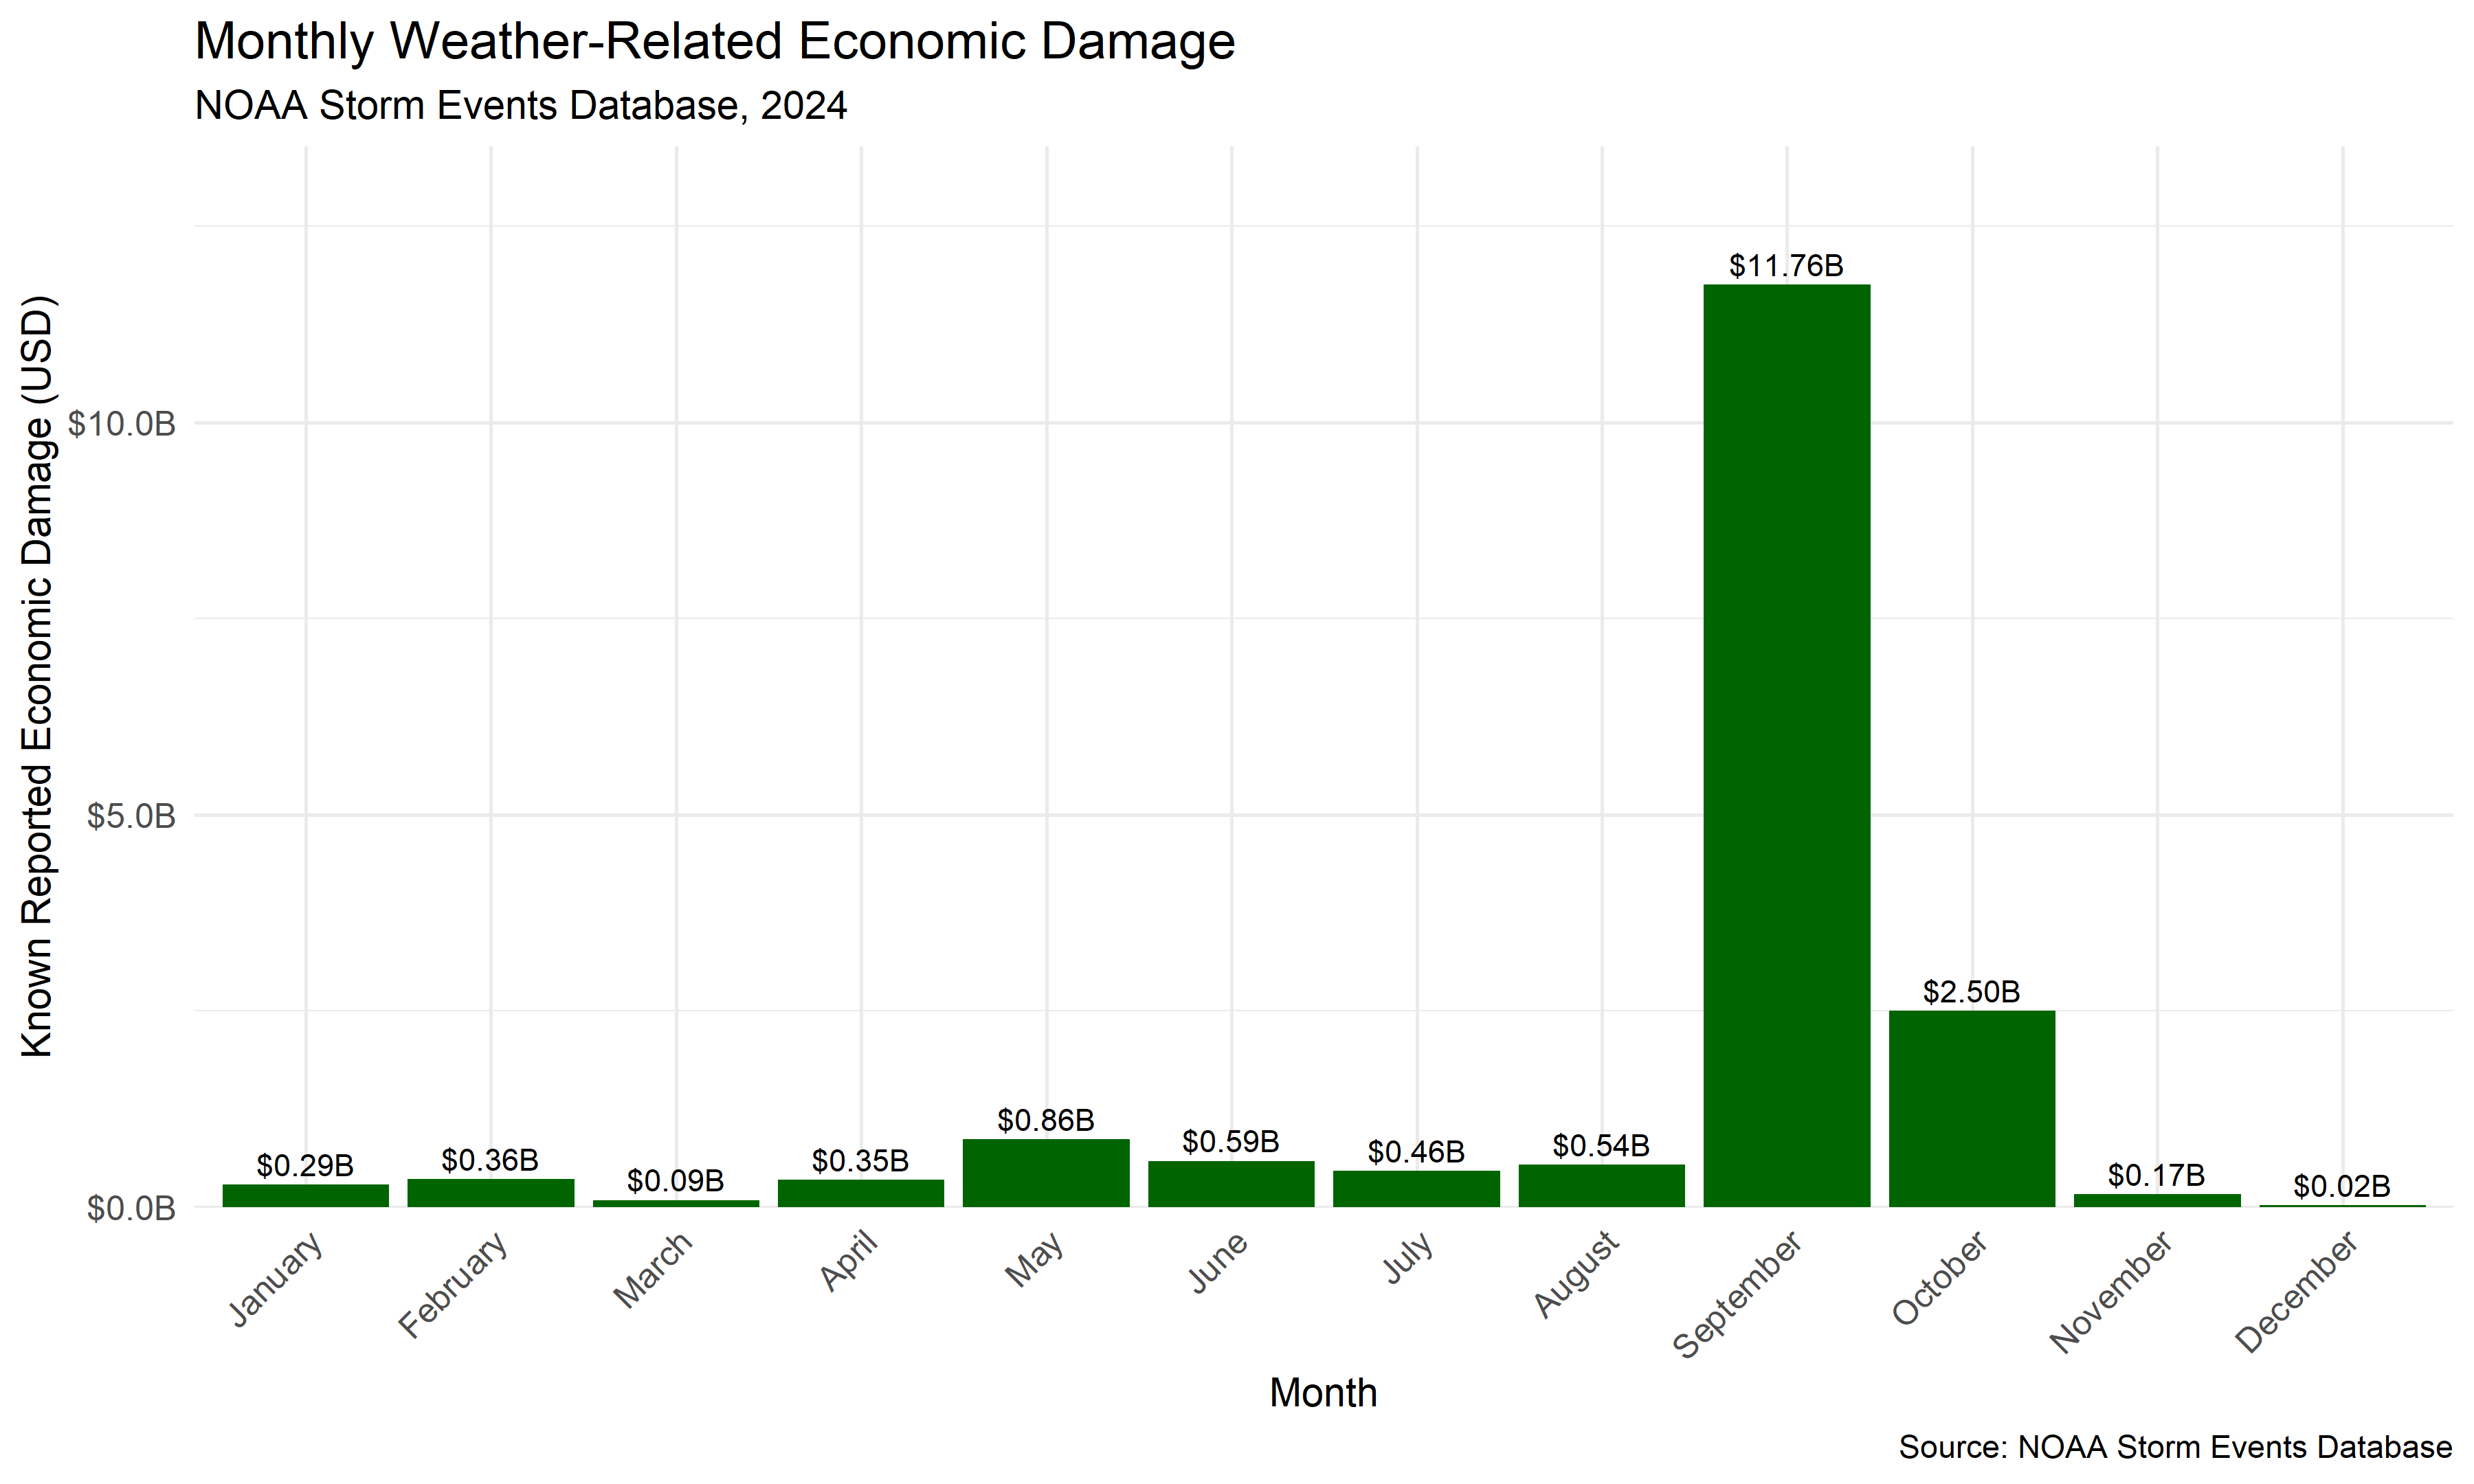 Monthly Weather-Related Economic Damage
NOAA Storm Events Database, 2024
Known Reported Economic Damage (USD)
$10.0B
$5.0B
$0.0B
$0.29B
$0.36B
$0.09B
$0.35B
$0.86B
$0.59B
$0.46B
$0.54B
$11.76B
$2.50B
$0.17B
$0.02B
January
February
March
April
May
June
July
August
September
October
November
December
Month
Source: NOAA Storm Events Database